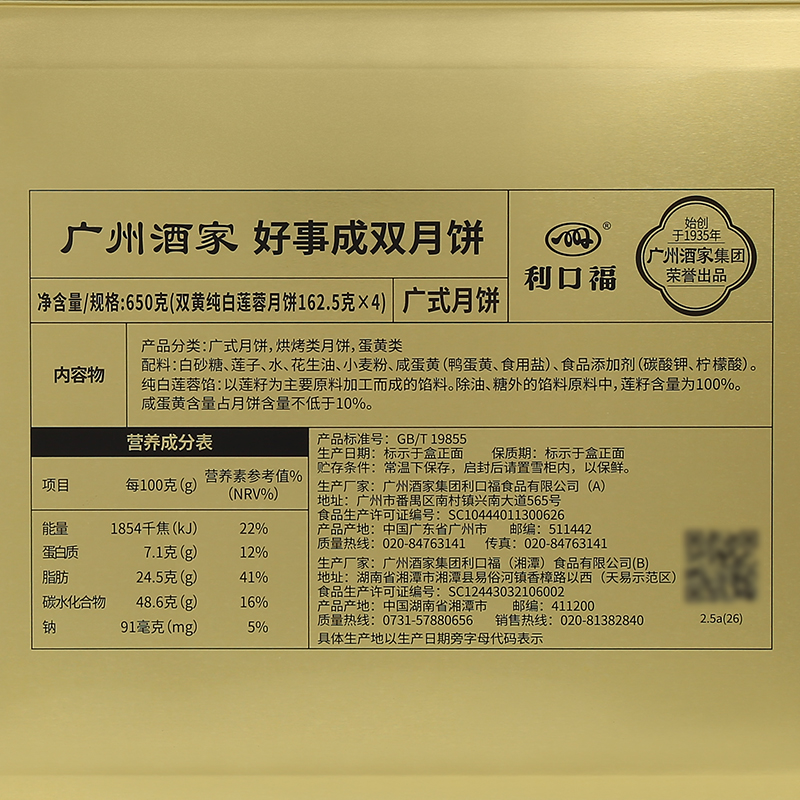 广州酒家 好事成双月饼
利口福®
始创
于1935年
广州酒家集团
荣誉出品
净含量/规格:650克(双黄纯白莲蓉月饼162.5克×4)
广式月饼
内容物
产品分类:广式月饼,烘烤类月饼,蛋黄类
配料:白砂糖、莲子、水、花生油、小麦粉、咸蛋黄(鸭蛋黄、食用盐)、食品添加剂(碳酸钾、柠檬酸)。
纯白莲蓉馅:以莲籽为主要原料加工而成的馅料。除油、糖外的馅料原料中,莲籽含量为100%。
咸蛋黄含量占月饼含量不低于10%。
营养成分表
项目 每100克(g) 营养素参考值%(NRV%)
能量 1854千焦(kJ) 22%
蛋白质 7.1克(g) 12%
脂肪 24.5克(g) 41%
碳水化合物 48.6克(g) 16%
钠 91毫克(mg) 5%
产品标准号:GB/T 19855
生产日期:标示于盒正面 保质期:标示于盒正面
贮存条件:常温下保存,启封后请置雪柜内,以保鲜。
生产厂家:广州酒家集团利口福食品有限公司(A)
地址:广州市番禺区南村镇兴南大道565号
食品生产许可证编号:SC10444011300626
产品产地:中国广东省广州市 邮编:511442
质量热线:020-84763141 传真:020-84763141
生产厂家:广州酒家集团利口福(湘潭)食品有限公司(B)
地址:湖南省湘潭市湘潭县易俗河镇香樟路以西(天易示范区)
食品生产许可证编号:SC12443032106002
产品产地:中国湖南省湘潭市 邮编:411200
质量热线:0731-57880656 销售热线:020-81382840
具体生产地以生产日期旁字母代码表示
2.5a(26)